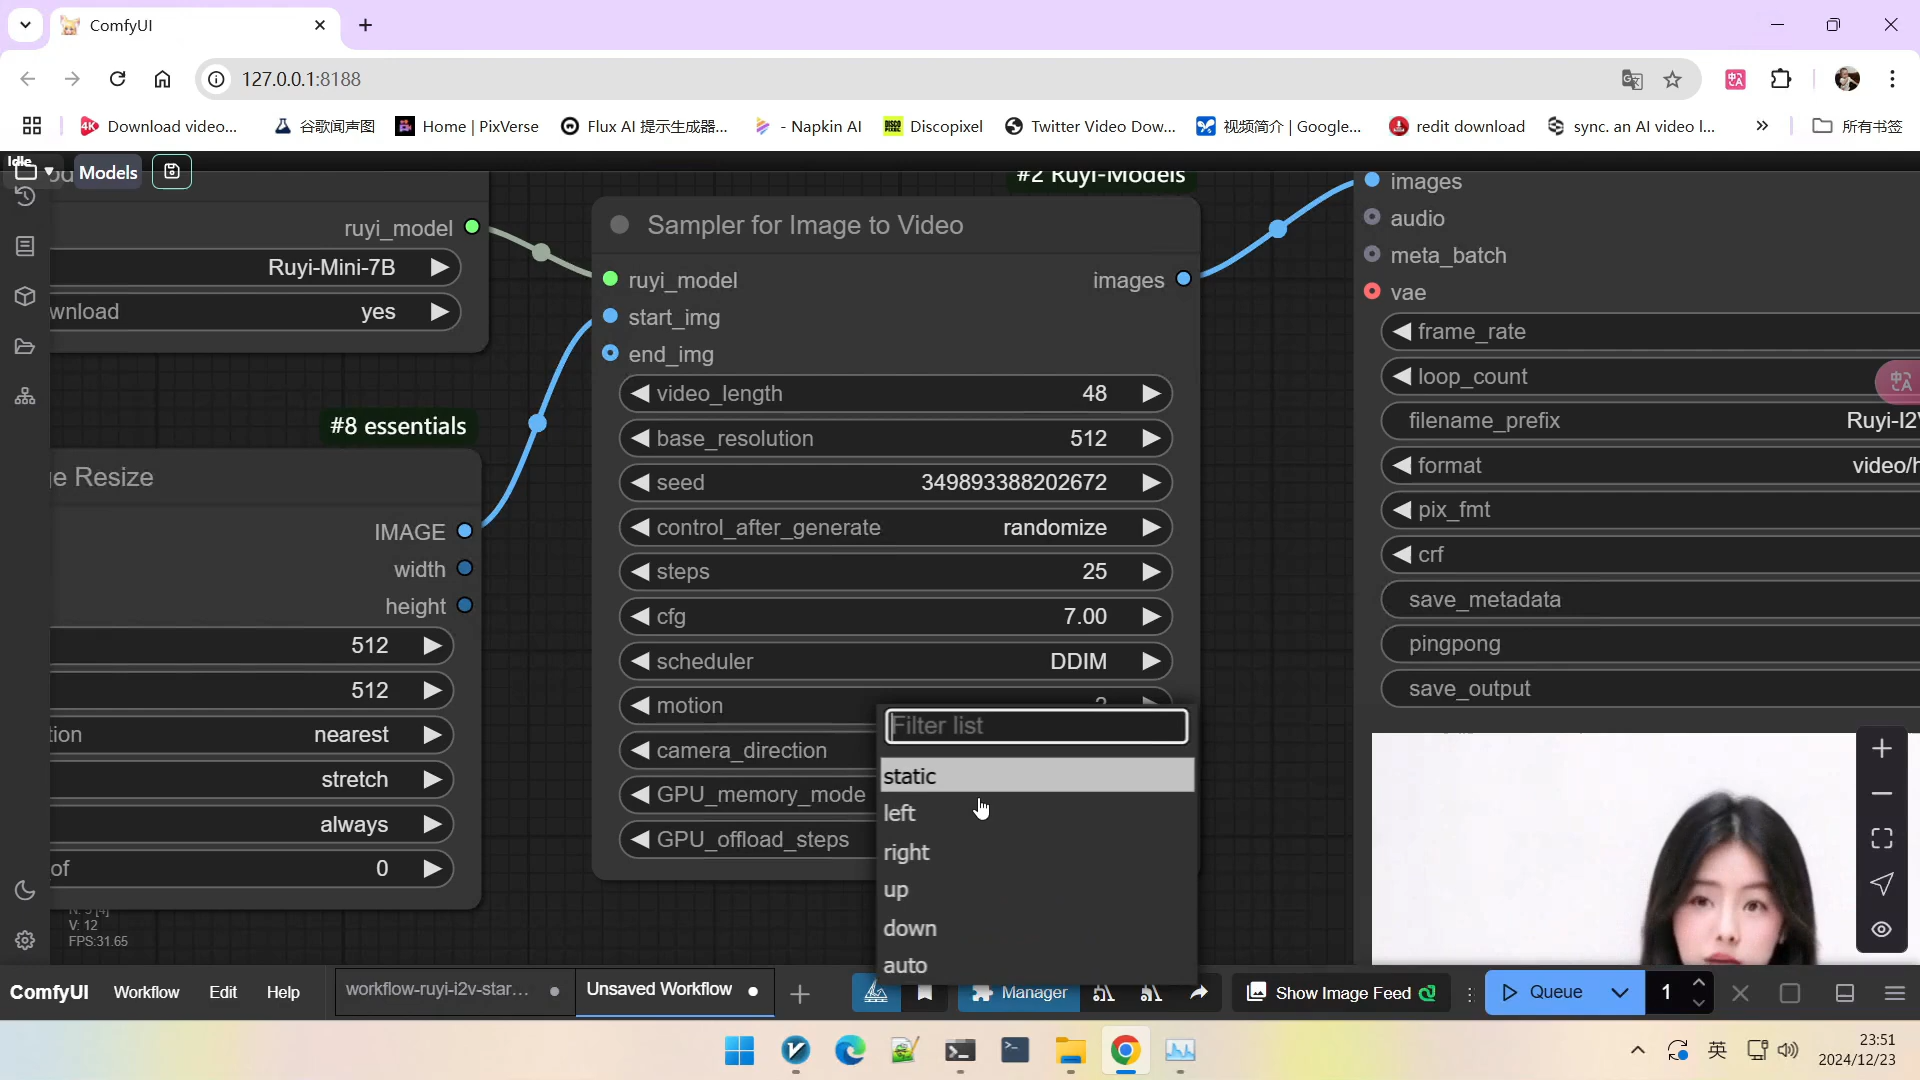 ComfyUI
127.0.0.1:8188
Download video...
谷歌闻声图
Home | PixVerse
Flux AI 提示生成器...
- Napkin AI
Discopixel
Twitter Video Dow...
视频简介 | Google...
redit download
sync. an AI video l...
所有书签
Idle
Models
#2 Ruyi-Models
ruyi_model
Ruyi-Mini-7B
wnload yes
#8 essentials
ge Resize
IMAGE
width
height
512
512
tion nearest
stretch
always
of 0
Sampler for Image to Video
ruyi_model images
start_img
end_img
video_length 48
base_resolution 512
seed 349893388202672
control_after_generate randomize
steps 25
cfg 7.00
scheduler DDIM
motion 2
camera_direction
GPU_memory_mode
GPU_offload_steps
Filter list
static
left
right
up
down
auto
images
audio
meta_batch
vae
frame_rate
loop_count
filename_prefix Ruyi-I2V
format video/h
pix_fmt
crf
save_metadata
pingpong
save_output
V: 12
FPS:31.65
ComfyUI
Workflow
Edit
Help
workflow-ruyi-i2v-star...
Unsaved Workflow
Manager
Show Image Feed
Queue
1
英
23:51
2024/12/23